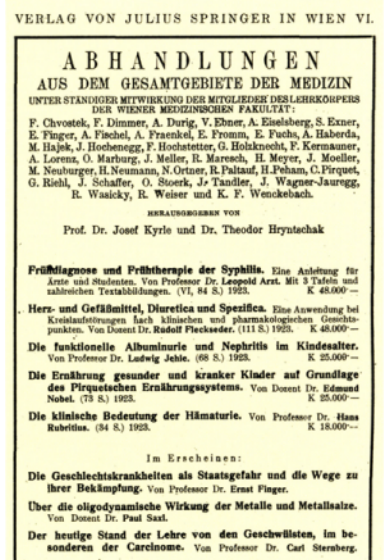 VERLAG VON JULIUS SPRINGER IN WIEN VI.
ABHANDLUNGEN
AUS DEM GESAMTGEBIETE DER MEDIZIN
UNTER STÄNDIGER MITWIRKUNG DER MITGLIEDER DES LEHRKÖRPERS
DER WIENER MEDIZINISCHEN FAKULTÄT:
F. Chvostek, F. Dimmer, A. Durig, V. Ebner, A. Eiselsberg, S. Exner,
E. Finger, A. Fischel, A. Fraenkel, E. Fromm, E. Fuchs, A. Haberda,
M. Hajek, J. Hochenegg, F. Hochstetter, G. Holzknecht, F. Kermauner,
A. Lorenz, O. Marburg, J. Meller, R. Maresch, H. Meyer, J. Moeller,
M. Neuburger, H. Neumann, N. Ortner, R. Paltauf, H. Peham, C. Pirquet,
G. Riehl, J. Schaffer, O. Stoerk, J. Tandler, J. Wagner-Jauregg,
R. Wasicky, R. Weiser und K. F. Wenckebach.
HERAUSGEGEBEN VON
Prof. Dr. Josef Kyrle und Dr. Theodor Hryntschak
Frühdiagnose und Frühtherapie der Syphilis. Eine Anleitung für
Ärzte und Studenten. Von Professor Dr. Leopold Arzt. Mit 3 Tafeln und
zahlreichen Textabbildungen. (VI, 84 S.) 1923. K 48.000·—
Herz- und Gefäßmittel, Diuretica und Spezifica. Eine Anwendung bei
Kreislaufstörungen nach klinischen und pharmakologischen Gesichts-
punkten. Von Dozent Dr. Rudolf Fleckseder. (111 S.) 1923. K 48.000·—
Die funktionelle Albuminurie und Nephritis im Kindesalter.
Von Professor Dr. Ludwig Jehle. (68 S.) 1923. K 25.000·—
Die Ernährung gesunder und kranker Kinder auf Grundlage
des Pirquetschen Ernährungssystems. Von Dozent Dr. Edmund
Nobel. (73 S.) 1923. K 25.000·—
Die klinische Bedeutung der Hämaturie. Von Professor Dr. Hans
Rubritius. (34 S.) 1923. K 18.000·—
Im Erscheinen:
Die Geschlechtskrankheiten als Staatsgefahr und die Wege zu
ihrer Bekämpfung. Von Professor Dr. Ernst Finger.
Über die oligodynamische Wirkung der Metalle und Metallsalze.
Von Dozent Dr. Paul Saxl.
Der heutige Stand der Lehre von den Geschwülsten, im be-
sonderen der Carcinome. Von Professor Dr. Carl Sternberg.